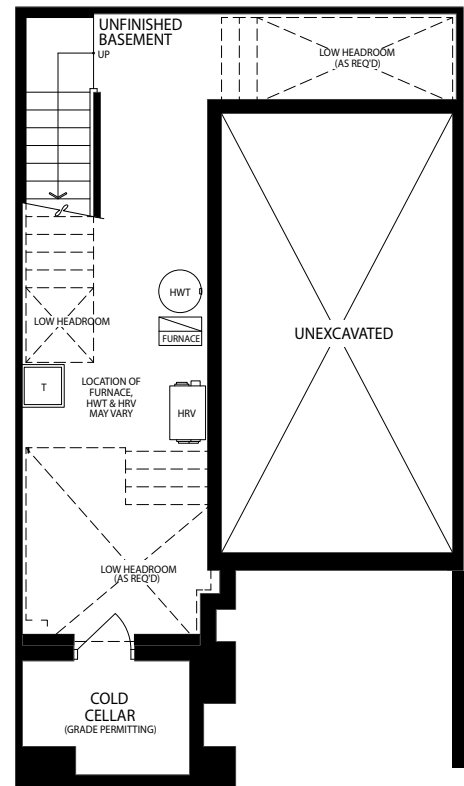 UNFINISHED
BASEMENT
UP
LOW HEADROOM
(AS REQ'D)
HWT
FURNACE
UNEXCAVATED
LOW HEADROOM
T
LOCATION OF
FURNACE,
HWT & HRV
MAY VARY
HRV
LOW HEADROOM
(AS REQ'D)
COLD
CELLAR
(GRADE PERMITTING)